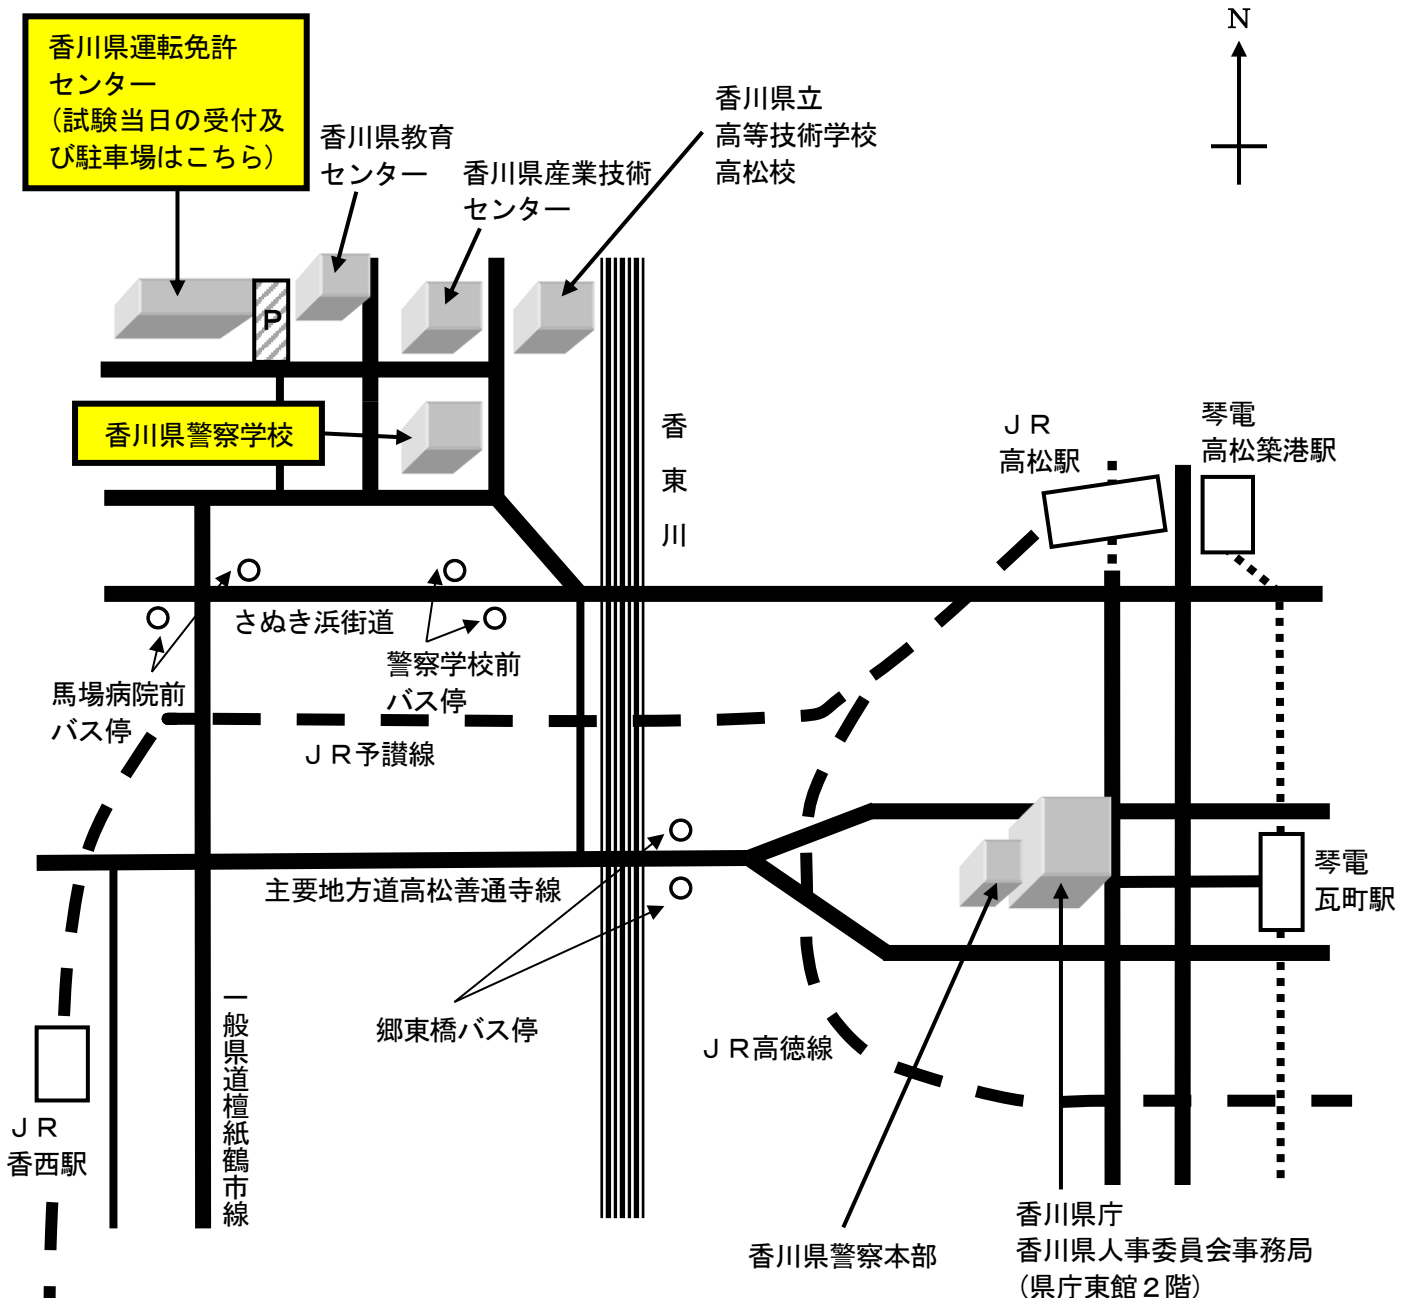 香川県運転免許
センター
（試験当日の受付及
び駐車場はこちら）
香川県教育
センター
香川県産業技術
センター
香川県立
高等技術学校
高松校
N
P
香川県警察学校
香東川
ＪＲ
高松駅
琴電
高松築港駅
さぬき浜街道
馬場病院前
バス停
警察学校前
バス停
ＪＲ予讃線
主要地方道高松善通寺線
琴電
瓦町駅
郷東橋バス停
一般県道檀紙鶴市線
ＪＲ高徳線
ＪＲ
香西駅
香川県警察本部
香川県庁
香川県人事委員会事務局
（県庁東館２階）